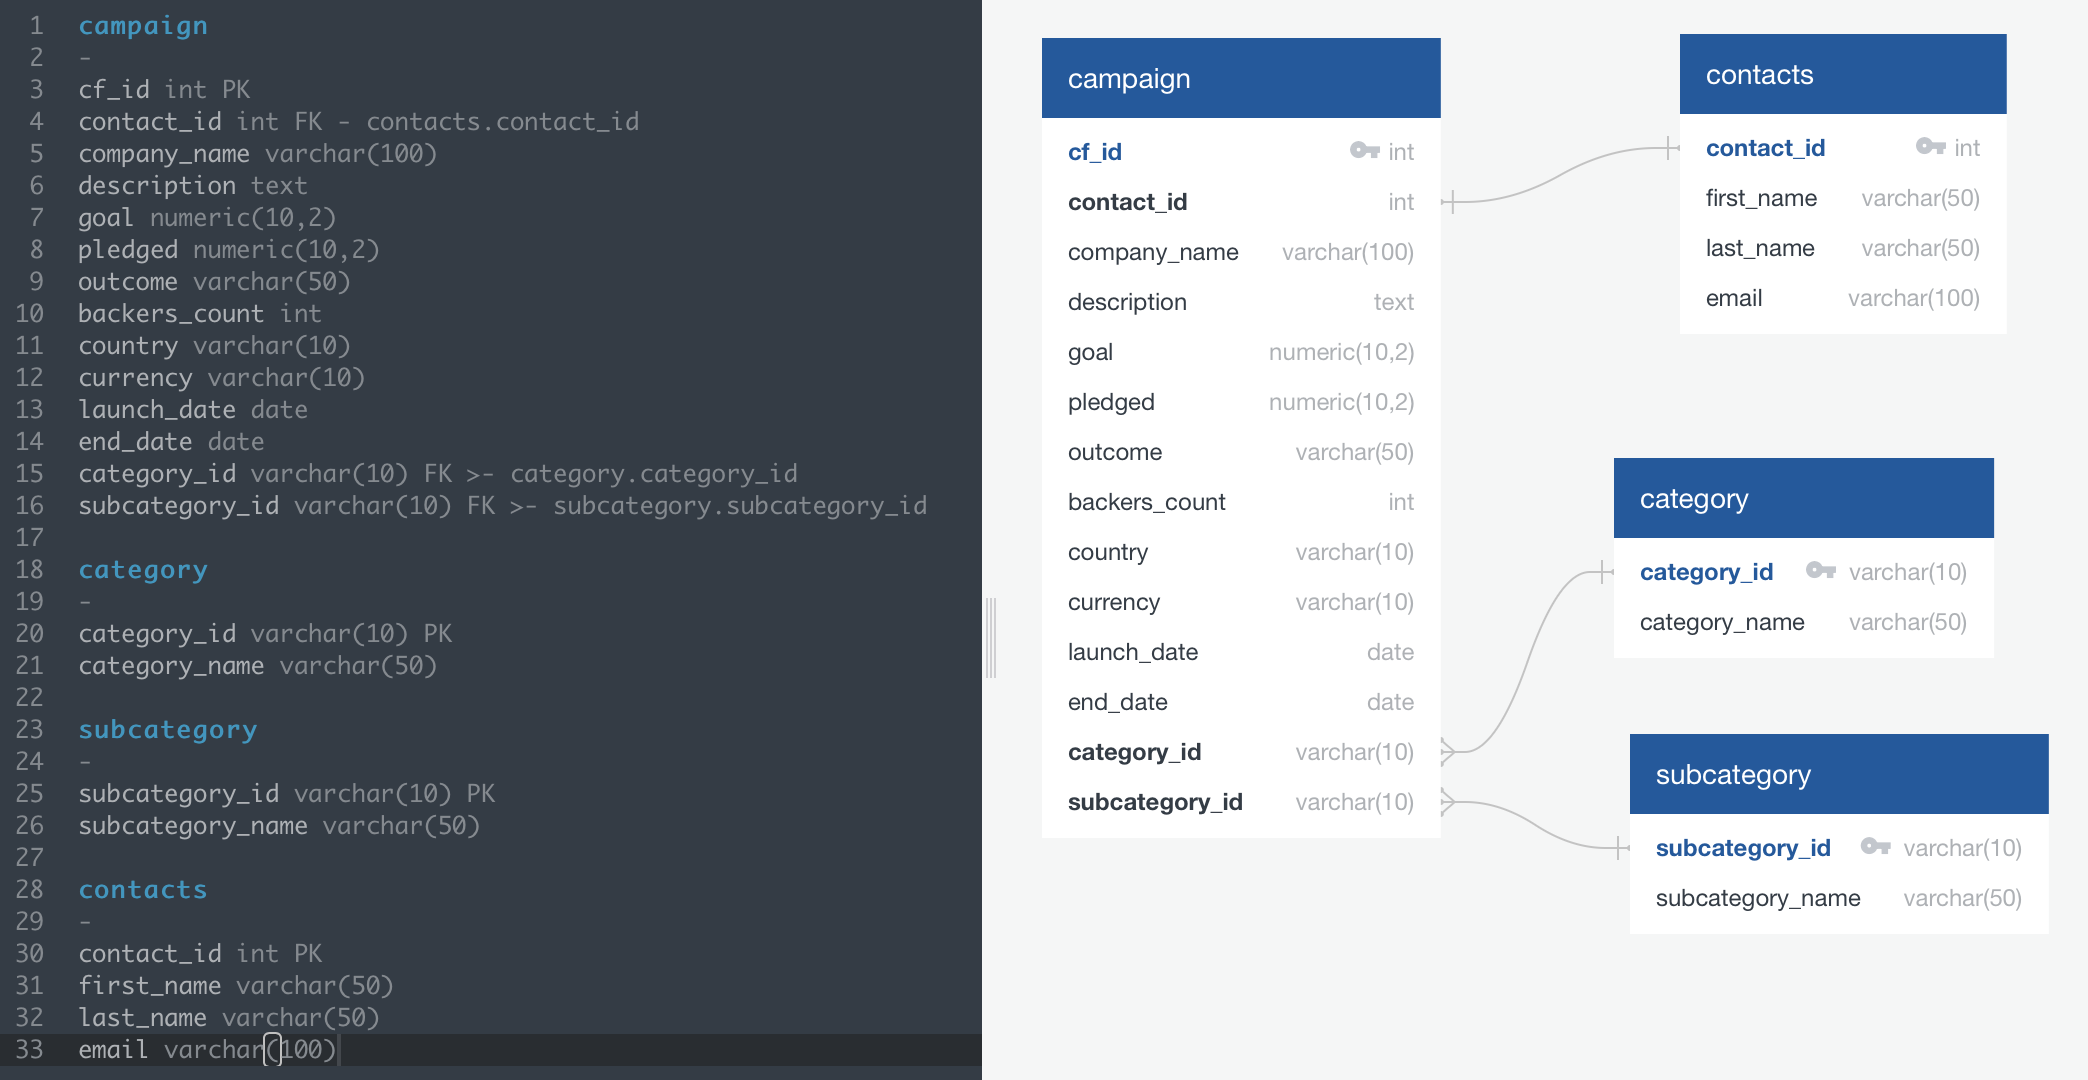 1 campaign
2 -
3 cf_id int PK
4 contact_id int FK - contacts.contact_id
5 company_name varchar(100)
6 description text
7 goal numeric(10,2)
8 pledged numeric(10,2)
9 outcome varchar(50)
10 backers_count int
11 country varchar(10)
12 currency varchar(10)
13 launch_date date
14 end_date date
15 category_id varchar(10) FK >- category.category_id
16 subcategory_id varchar(10) FK >- subcategory.subcategory_id
17
18 category
19 -
20 category_id varchar(10) PK
21 category_name varchar(50)
22
23 subcategory
24 -
25 subcategory_id varchar(10) PK
26 subcategory_name varchar(50)
27
28 contacts
29 -
30 contact_id int PK
31 first_name varchar(50)
32 last_name varchar(50)
33 email varchar(100)
campaign
cf_id int
contact_id int
company_name varchar(100)
description text
goal numeric(10,2)
pledged numeric(10,2)
outcome varchar(50)
backers_count int
country varchar(10)
currency varchar(10)
launch_date date
end_date date
category_id varchar(10)
subcategory_id varchar(10)
contacts
contact_id int
first_name varchar(50)
last_name varchar(50)
email varchar(100)
category
category_id varchar(10)
category_name varchar(50)
subcategory
subcategory_id varchar(10)
subcategory_name varchar(50)